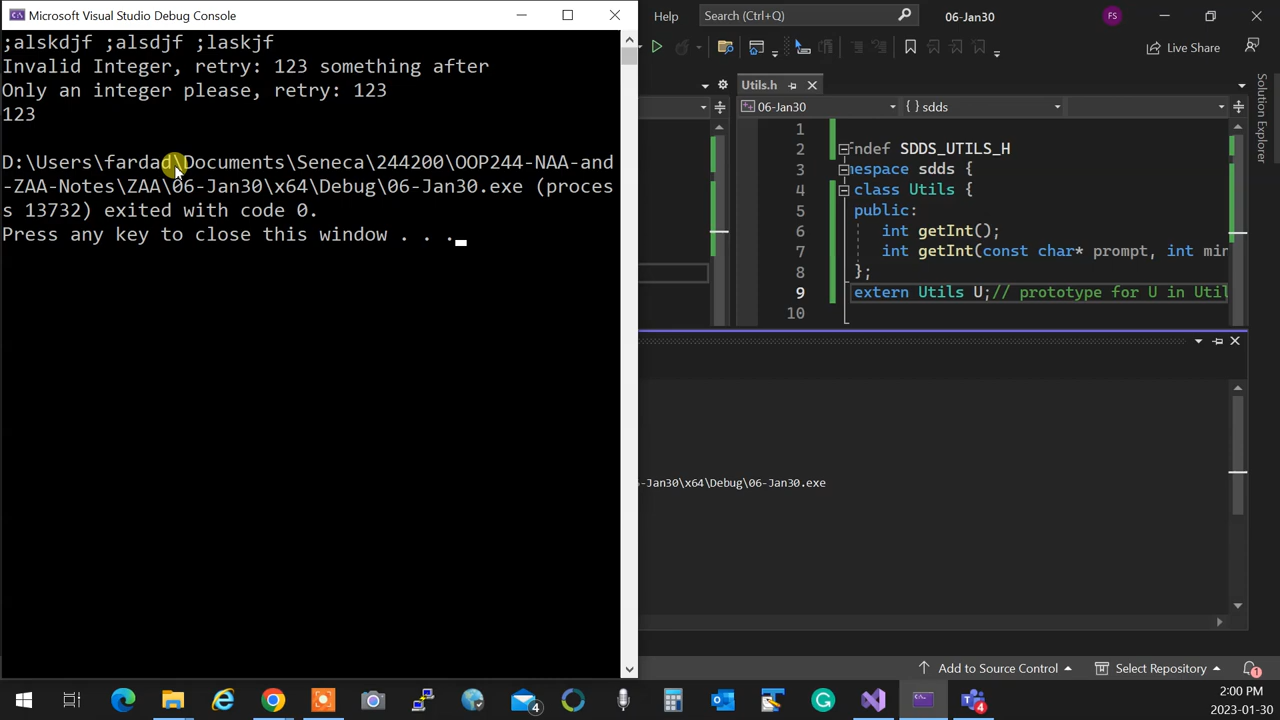 Microsoft Visual Studio Debug Console
;alskdjf ;alsdjf ;laskjf
Invalid Integer, retry: 123 something after
Only an integer please, retry: 123
123
D:\Users\fardad\Documents\Seneca\244200\OOP244-NAA-and
-ZAA-Notes\ZAA\06-Jan30\x64\Debug\06-Jan30.exe (proces
s 13732) exited with code 0.
Press any key to close this window . . .
Help
Search (Ctrl+Q)
06-Jan30
FS
Live Share
Utils.h
06-Jan30
{ } sdds
Solution Explorer
1
2 ndef SDDS_UTILS_H
3 espace sdds {
4 class Utils {
5 public:
6 int getInt();
7 int getInt(const char* prompt, int min
8 };
9 extern Utils U;// prototype for U in Util
10
-Jan30\x64\Debug\06-Jan30.exe
Add to Source Control
Select Repository
1
4
4
2:00 PM
2023-01-30